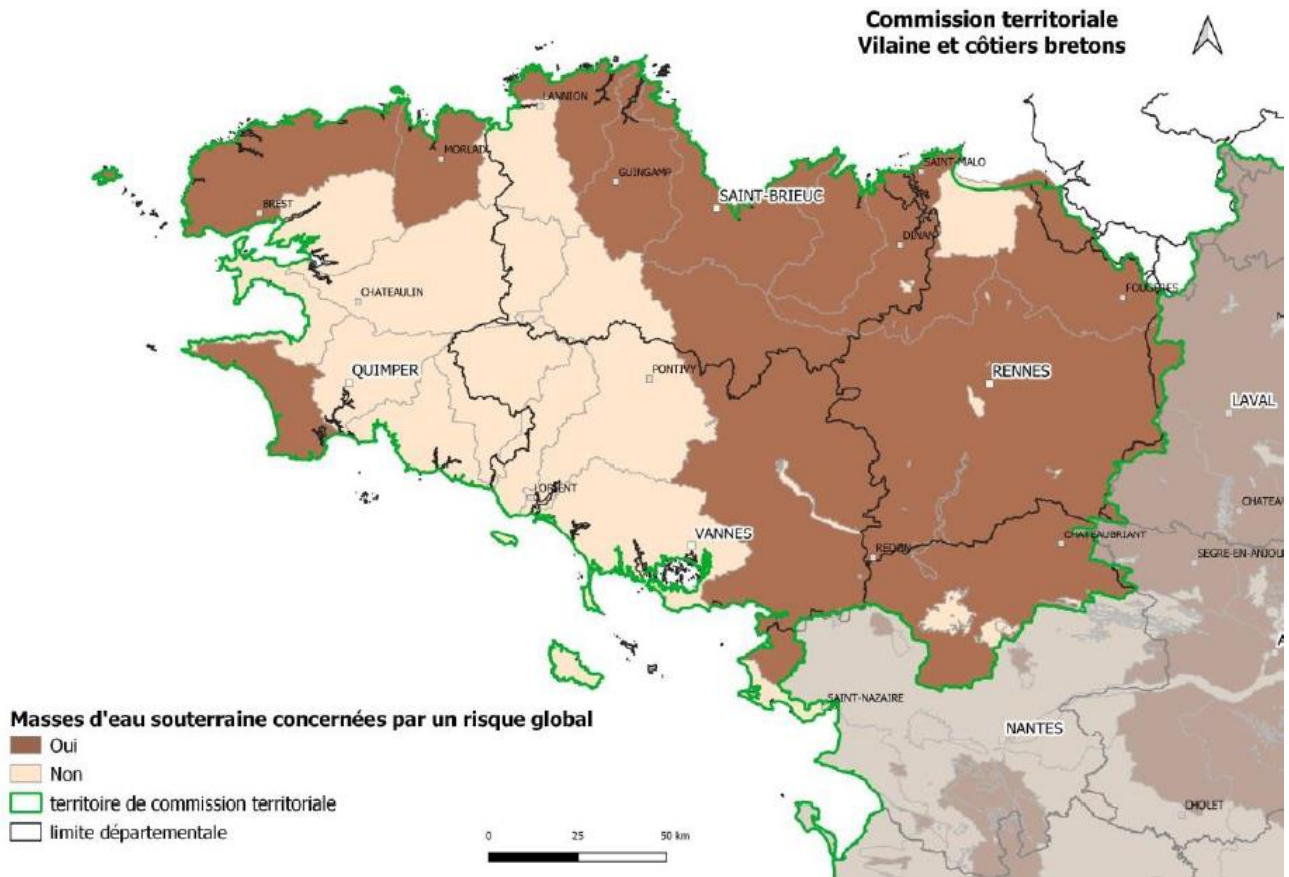 Commission territoriale
Vilaine et côtiers bretons
LANNION
MORLAIX
GUINGAMP
SAINT-MALO
BREST
SAINT-BRIEUC
DINAN
CHATEAULIN
FOUGERES
QUIMPER
PONTIVY
RENNES
LAVAL
LORIENT
VANNES
REDON
CHATEAUBRIANT
SEGRE-EN-ANJOU
SAINT-NAZAIRE
NANTES
CHOLET
Masses d'eau souterraine concernées par un risque global
Oui
Non
territoire de commission territoriale
limite départementale
0 25 50 km